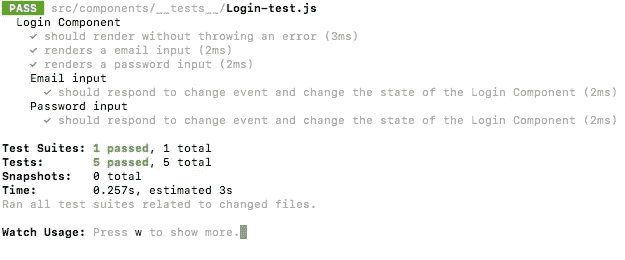 PASS src/components/__tests__/Login-test.js
Login Component
✓ should render without throwing an error (3ms)
✓ renders a email input (2ms)
✓ renders a password input (2ms)
Email input
✓ should respond to change event and change the state of the Login Component (2ms)
Password input
✓ should respond to change event and change the state of the Login Component (2ms)
Test Suites: 1 passed, 1 total
Tests: 5 passed, 5 total
Snapshots: 0 total
Time: 0.257s, estimated 3s
Ran all test suites related to changed files.
Watch Usage: Press w to show more.